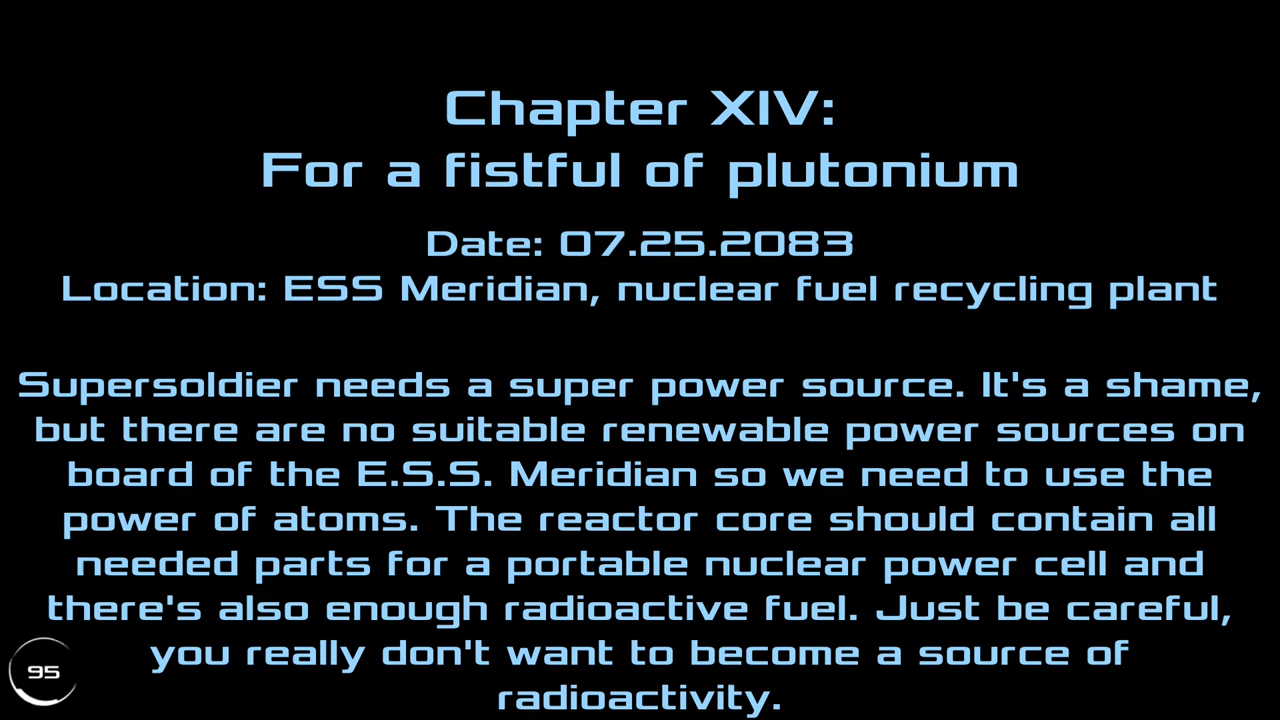 Chapter XIV:
For a fistful of plutonium
Date: 07.25.2083
Location: ESS Meridian, nuclear fuel recycling plant
Supersoldier needs a super power source. It's a shame,
but there are no suitable renewable power sources on
board of the E.S.S. Meridian so we need to use the
power of atoms. The reactor core should contain all
needed parts for a portable nuclear power cell and
there's also enough radioactive fuel. Just be careful,
you really don't want to become a source of
radioactivity.
95